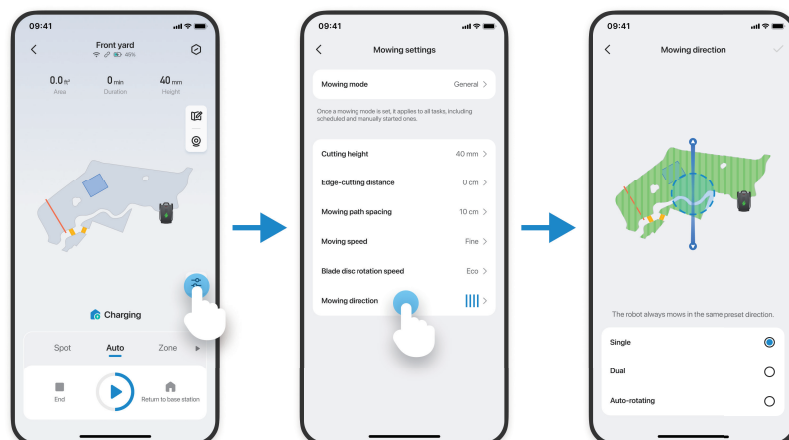 09:41
Front yard
45%
0.0 ft²
0 min
40 mm
Area
Duration
Height
Charging
Spot
Auto
Zone
End
Return to base station
09:41
Mowing settings
Mowing mode
General
Once a mowing mode is set, it applies to all tasks, including
scheduled and manually started ones.
Cutting height
40 mm
Edge-cutting distance
0 cm
Mowing path spacing
10 cm
Moving speed
Fine
Blade disc rotation speed
Eco
Mowing direction
09:41
Mowing direction
The robot always mows in the same preset direction.
Single
Dual
Auto-rotating